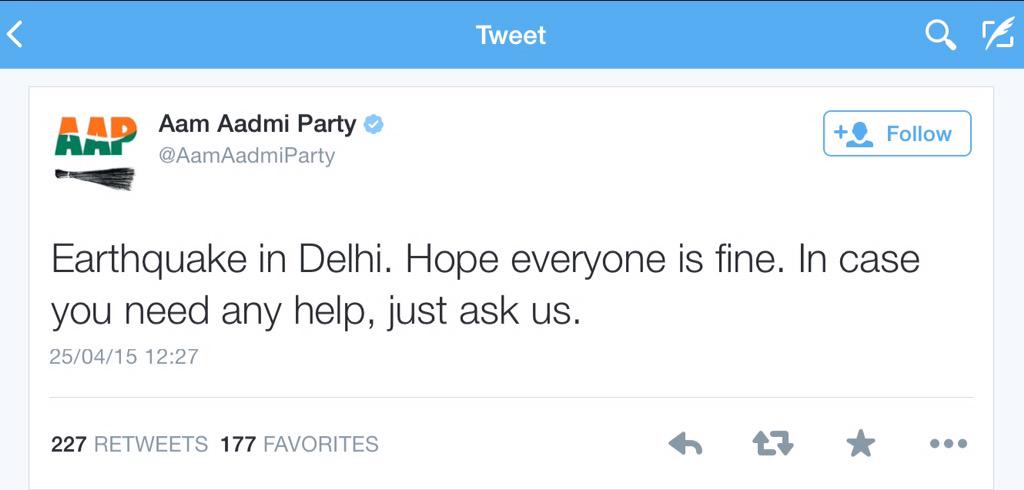 Tweet
AAP
Aam Aadmi Party
@AamAadmiParty
Follow
Earthquake in Delhi. Hope everyone is fine. In case
you need any help, just ask us.
25/04/15 12:27
227 RETWEETS 177 FAVORITES